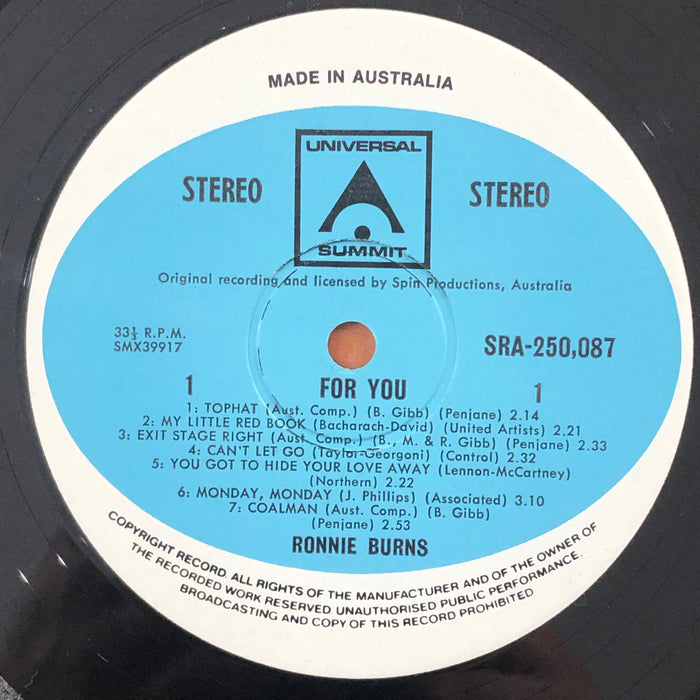 MADE IN AUSTRALIA
UNIVERSAL
SUMMIT
STEREO STEREO
Original recording and licensed by Spin Productions, Australia
33⅓ R.P.M.
SMX39917
SRA-250,087
1 FOR YOU 1
1: TOPHAT (Aust. Comp.) (B. Gibb) (Penjane) 2.14
2: MY LITTLE RED BOOK (Bacharach-David) (United Artists) 2.21
3: EXIT STAGE RIGHT (Aust. Comp.) (B., M. & R. Gibb) (Penjane) 2.33
4: CAN'T LET GO (Taylor-Georgoni) (Control) 2.32
5: YOU GOT TO HIDE YOUR LOVE AWAY (Lennon-McCartney)
(Northern) 2.22
6: MONDAY, MONDAY (J. Phillips) (Associated) 3.10
7: COALMAN (Aust. Comp.) (B. Gibb)
(Penjane) 2.53
RONNIE BURNS
COPYRIGHT RECORD. ALL RIGHTS OF THE MANUFACTURER AND OF THE OWNER OF
THE RECORDED WORK RESERVED UNAUTHORISED PUBLIC PERFORMANCE.
BROADCASTING AND COPY OF THIS RECORD PROHIBITED